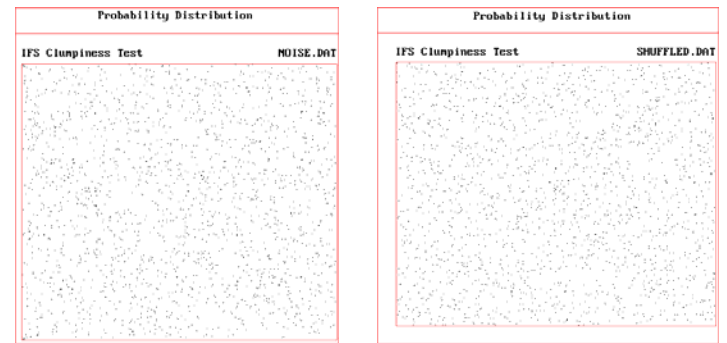 Probability Distribution
IFS Clumpiness Test NOISE.DAT
Probability Distribution
IFS Clumpiness Test SHUFFLED.DAT